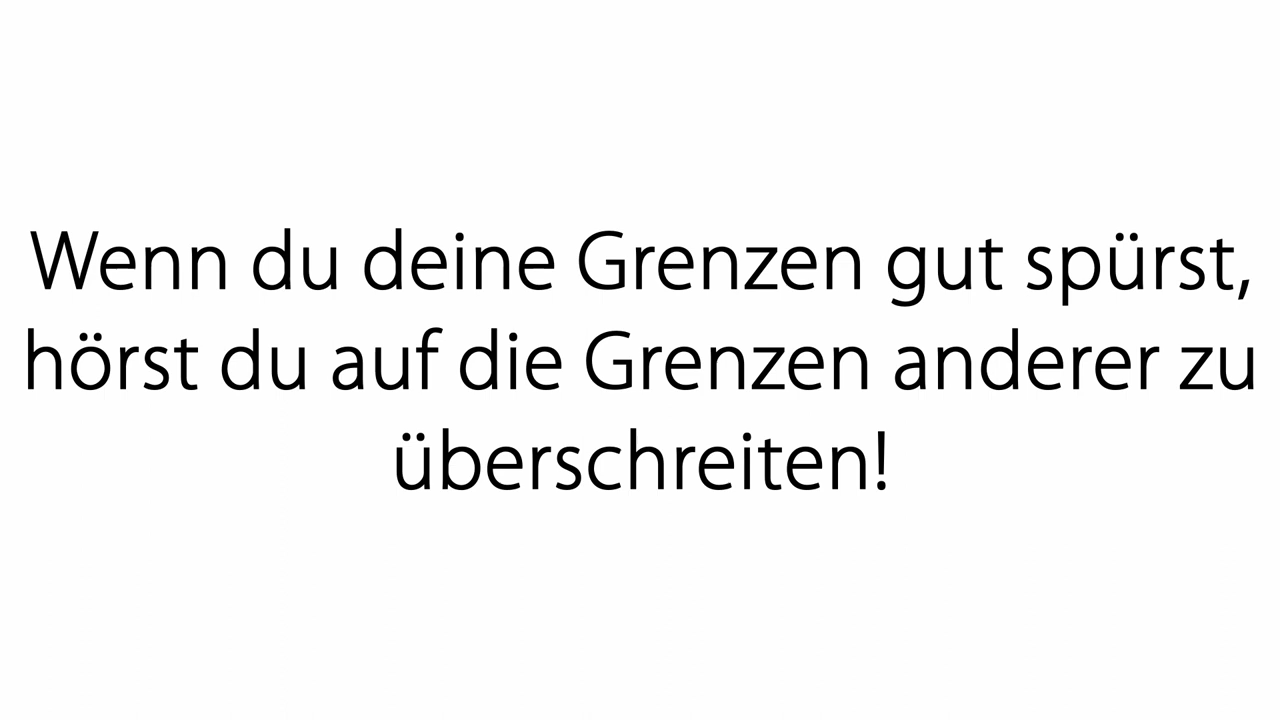 Wenn du deine Grenzen gut spürst,
hörst du auf die Grenzen anderer zu
überschreiten!